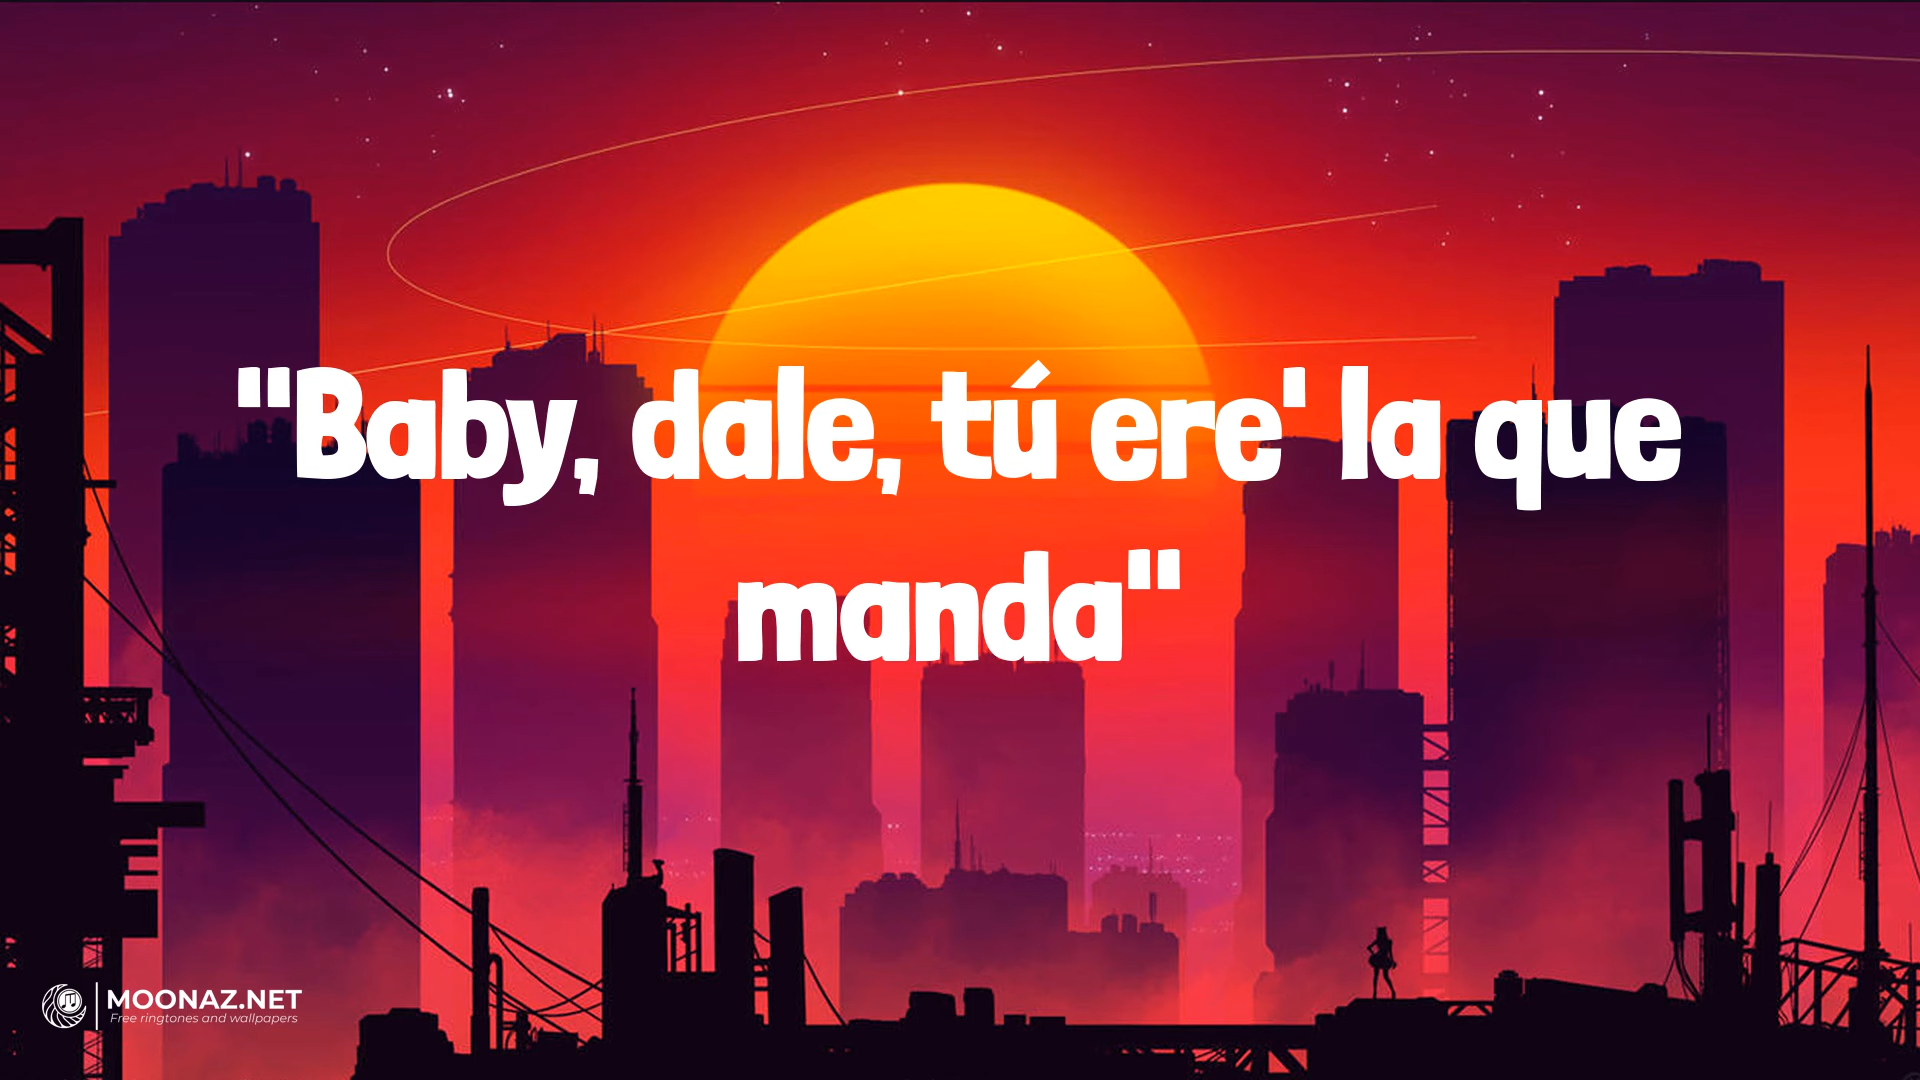 "Baby, dale, tú ere' la que
manda"
MOONAZ.NET
Free ringtones and wallpapers